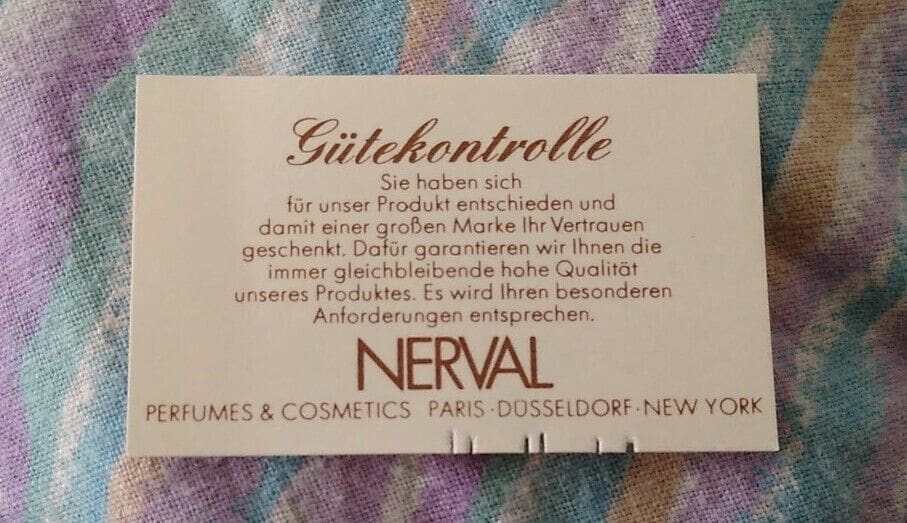 Gütekontrolle
Sie haben sich
für unser Produkt entschieden und
damit einer großen Marke Ihr Vertrauen
geschenkt. Dafür garantieren wir Ihnen die
immer gleichbleibende hohe Qualität
unseres Produktes. Es wird Ihren besonderen
Anforderungen entsprechen.
NERVAL
PERFUMES & COSMETICS PARIS·DÜSSELDORF·NEW YORK